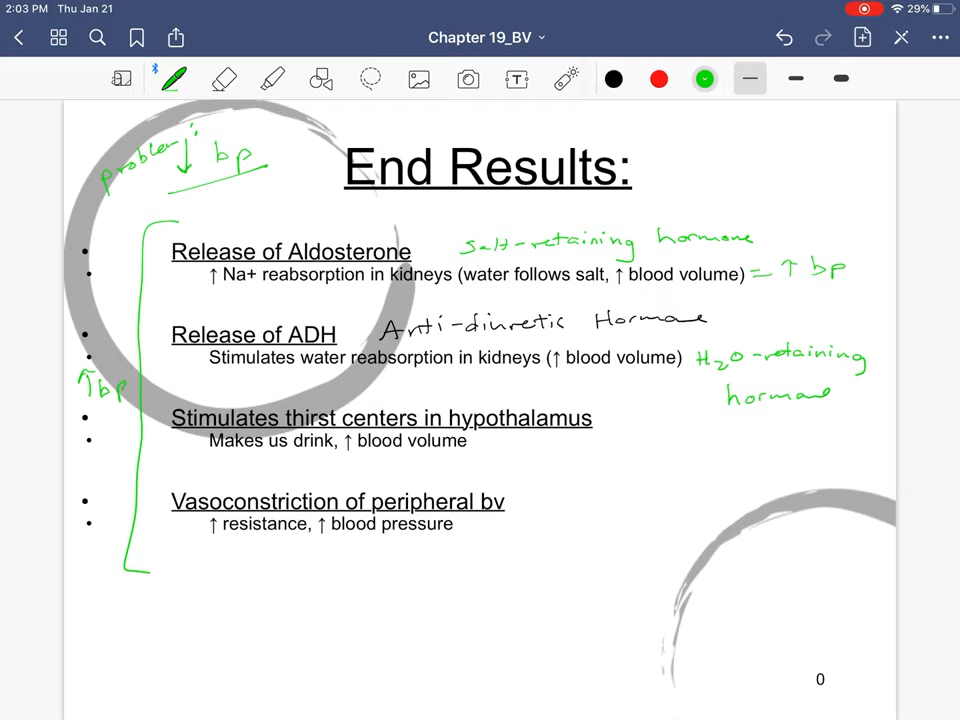 2:03 PM Thu Jan 21
29%
Chapter 19_BV
problem: ↓ bp
End Results:
• Release of Aldosterone salt-retaining hormone
• ↑ Na+ reabsorption in kidneys (water follows salt, ↑ blood volume) = ↑ bp
• Release of ADH Anti-diuretic Hormone
• Stimulates water reabsorption in kidneys (↑ blood volume) H2O-retaining
hormone
↑bp
• Stimulates thirst centers in hypothalamus
• Makes us drink, ↑ blood volume
• Vasoconstriction of peripheral bv
• ↑ resistance, ↑ blood pressure
0